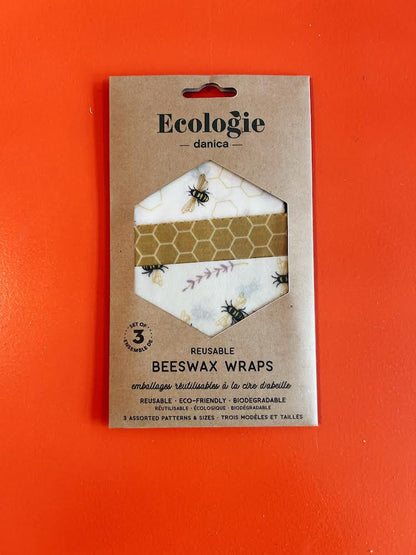 Ecologie
— danica —
SET OF
3
ENSEMBLE DE
REUSABLE
BEESWAX WRAPS
emballages réutilisables à la cire d'abeille
REUSABLE · ECO-FRIENDLY · BIODEGRADABLE
RÉUTILISABLE · ÉCOLOGIQUE · BIODÉGRADABLE
3 ASSORTED PATTERNS & SIZES · TROIS MODÈLES ET TAILLES